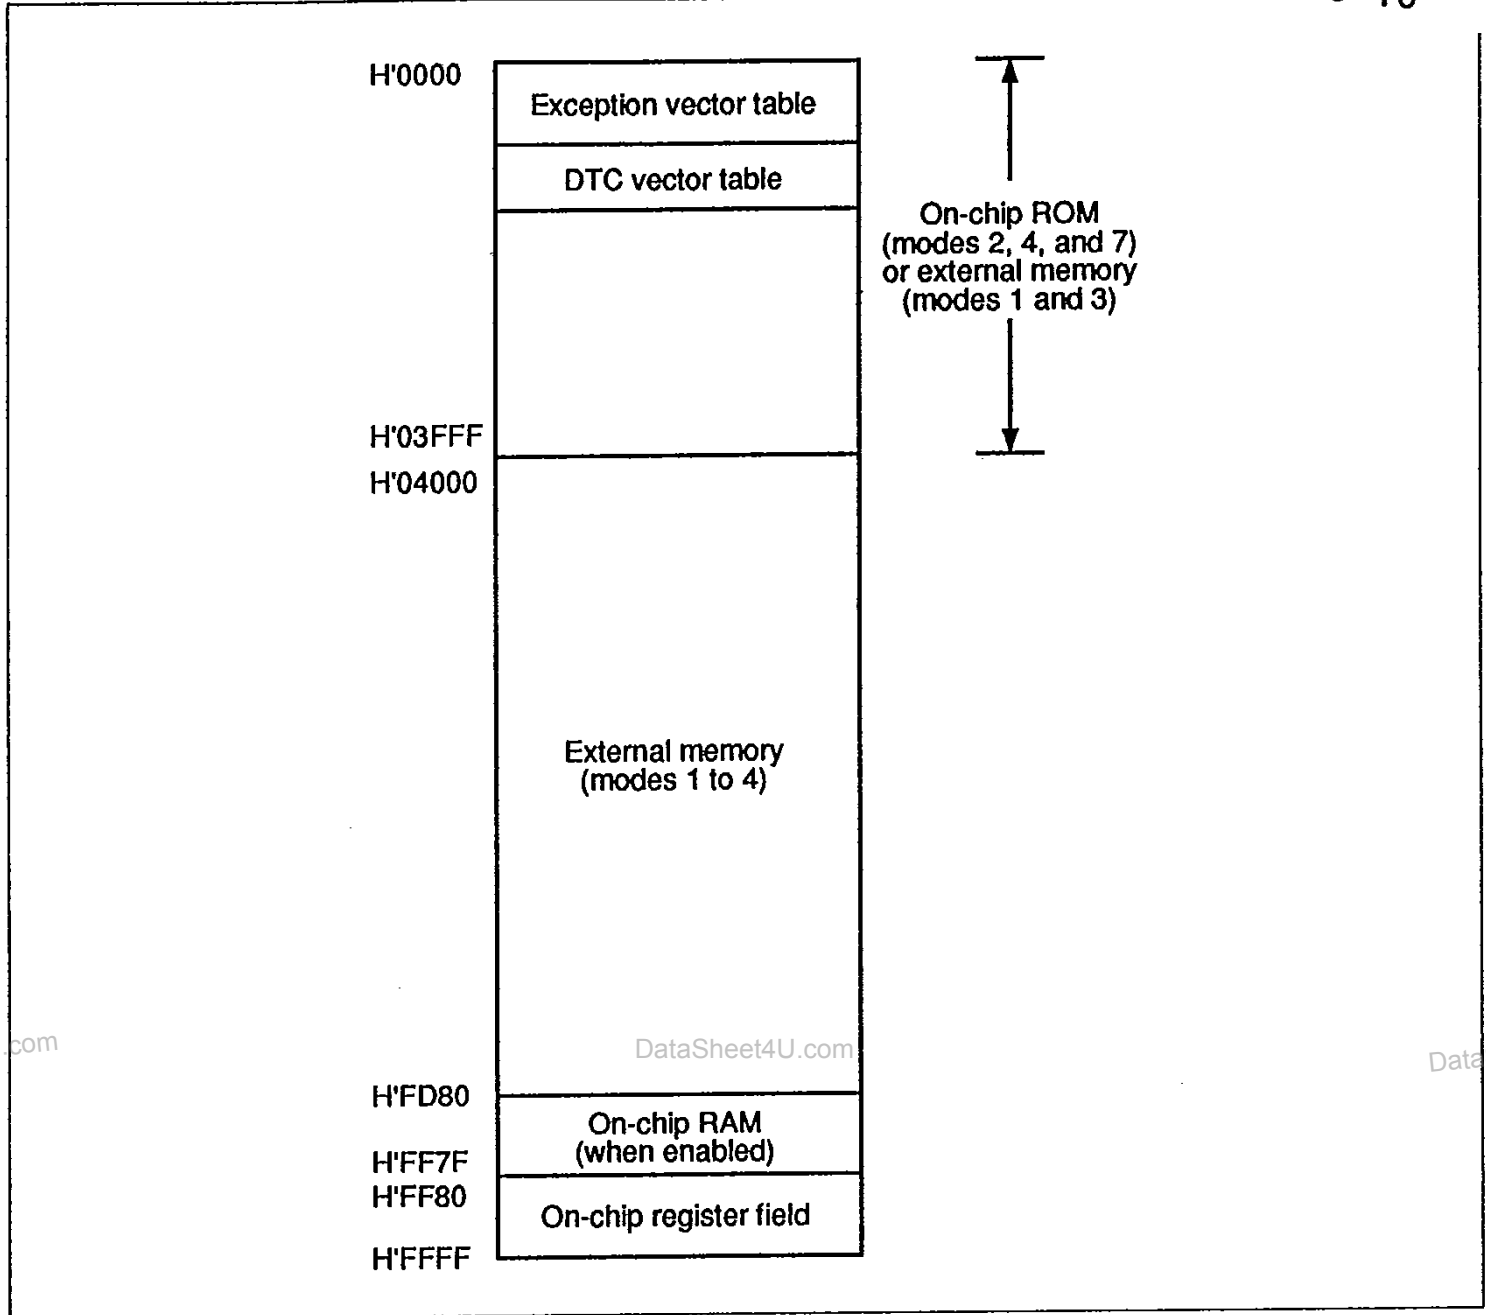 H'0000
Exception vector table
DTC vector table
On-chip ROM
(modes 2, 4, and 7)
or external memory
(modes 1 and 3)
H'03FFF
H'04000
External memory
(modes 1 to 4)
.com
DataSheet4U.com
Data
H'FD80
On-chip RAM
(when enabled)
H'FF7F
H'FF80
On-chip register field
H'FFFF